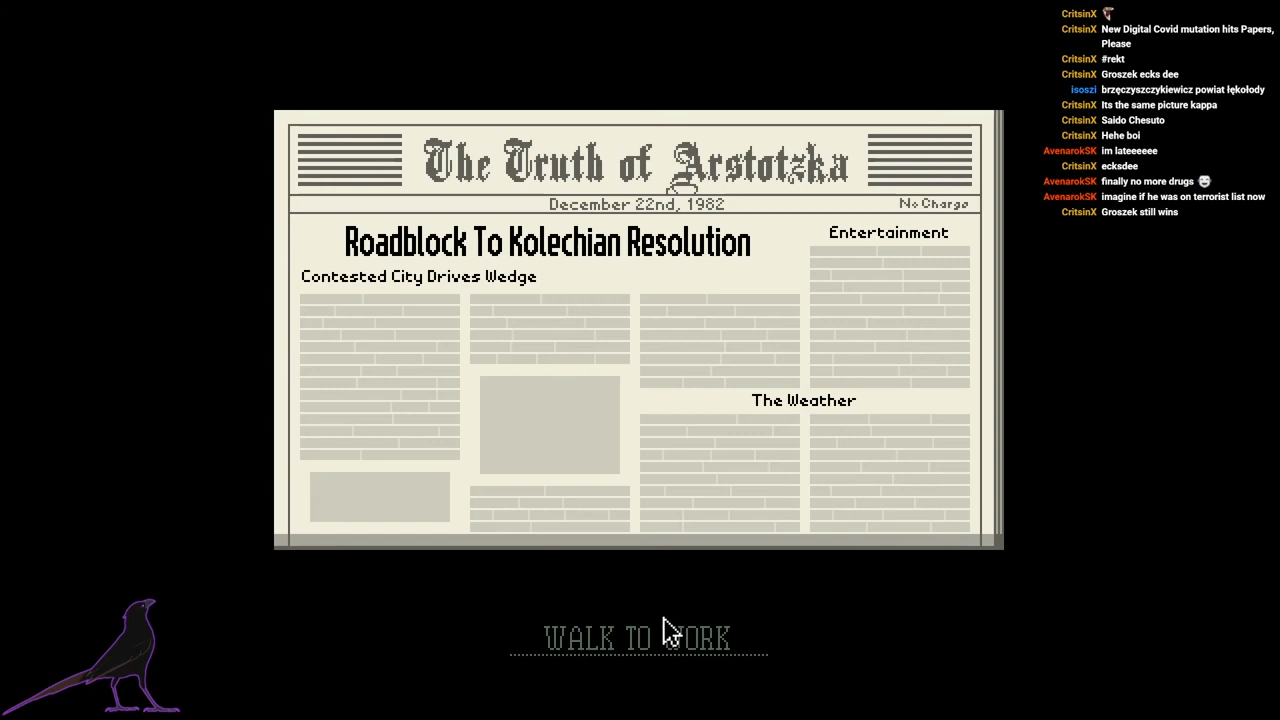 The Truth of Arstotzka
December 22nd, 1982
No Charge
Roadblock To Kolechian Resolution
Contested City Drives Wedge
Entertainment
The Weather
WALK TO WORK
CritsinX
CritsinX New Digital Covid mutation hits Papers,
Please
CritsinX #rekt
CritsinX Groszek ecks dee
isoszi brzęczyszczykiewicz powiat łękołody
CritsinX Its the same picture kappa
CritsinX Saido Chesuto
CritsinX Hehe boi
AvenarokSK im lateeeeee
CritsinX ecksdee
AvenarokSK finally no more drugs
AvenarokSK imagine if he was on terrorist list now
CritsinX Groszek still wins